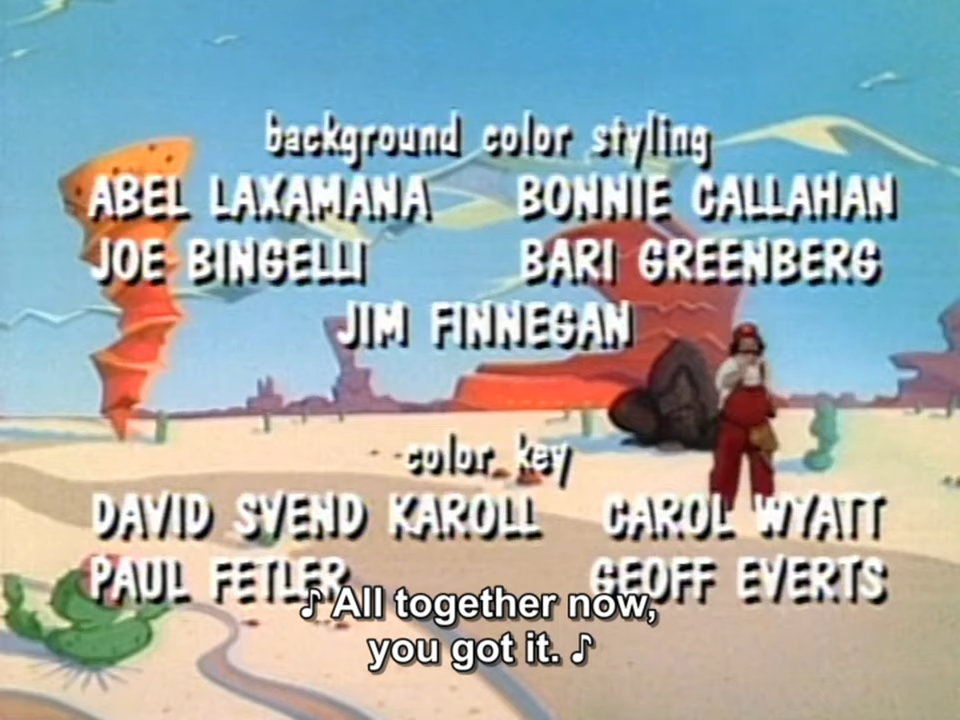 background color styling
ABEL LAXAMANA BONNIE CALLAHAN
JOE BINGELLI BARI GREENBERG
JIM FINNEGAN
color key
DAVID SVEND KAROLL CAROL WYATT
PAUL FETLER GEOFF EVERTS
♪ All together now,
you got it. ♪